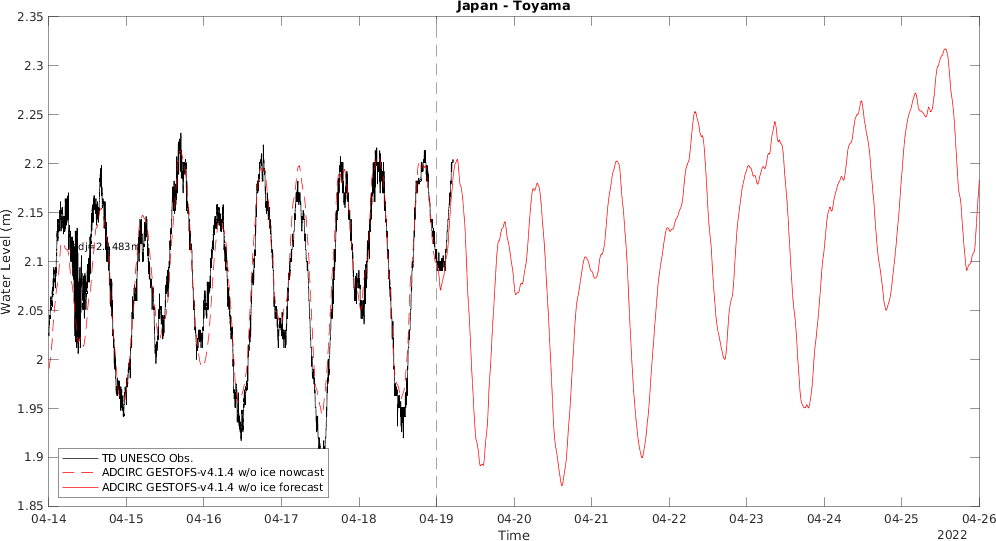 Japan - Toyama
2.35
2.3
2.25
2.2
2.15
2.1
2.05
2
1.95
1.9
1.85
Water Level (m)
TD UNESCO Obs.
ADCIRC GESTOFS-v4.1.4 w/o ice nowcast
ADCIRC GESTOFS-v4.1.4 w/o ice forecast
04-14 04-15 04-16 04-17 04-18 04-19 04-20 04-21 04-22 04-23 04-24 04-25 04-26
Time
2022